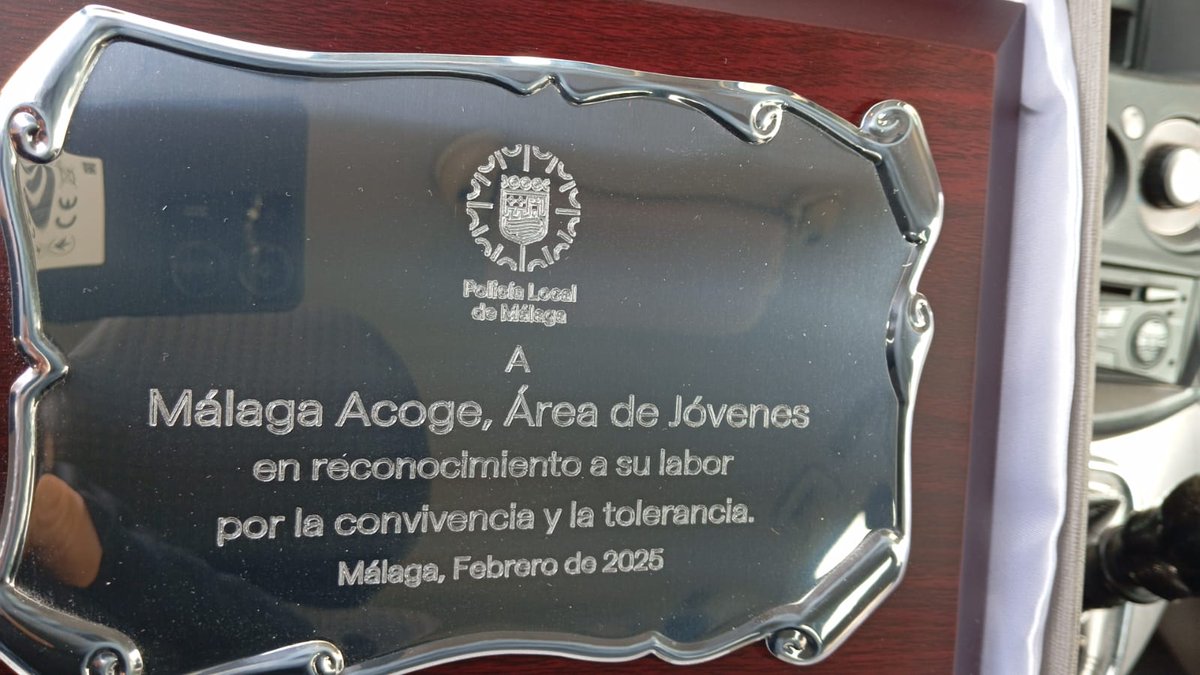 Policía Local
de Málaga
A
Málaga Acoge, Área de Jóvenes
en reconocimiento a su labor
por la convivencia y la tolerancia.
Málaga, Febrero de 2025
CE